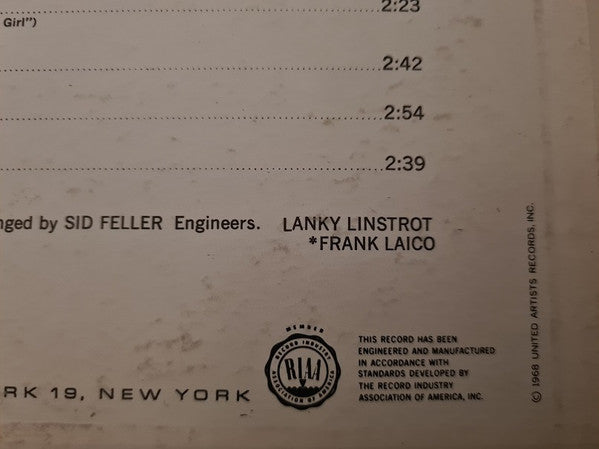 2:23
Girl")
2:42
2:54
2:39
nged by SID FELLER Engineers. LANKY LINSTROT
*FRANK LAICO
MEMBER
RECORD INDUSTRY
RIAA
ASSOCIATION OF AMERICA
THIS RECORD HAS BEEN
ENGINEERED AND MANUFACTURED
IN ACCORDANCE WITH
STANDARDS DEVELOPED BY
THE RECORD INDUSTRY
ASSOCIATION OF AMERICA, INC.
RK 19, NEW YORK
© 1968 UNITED ARTISTS RECORDS, INC.